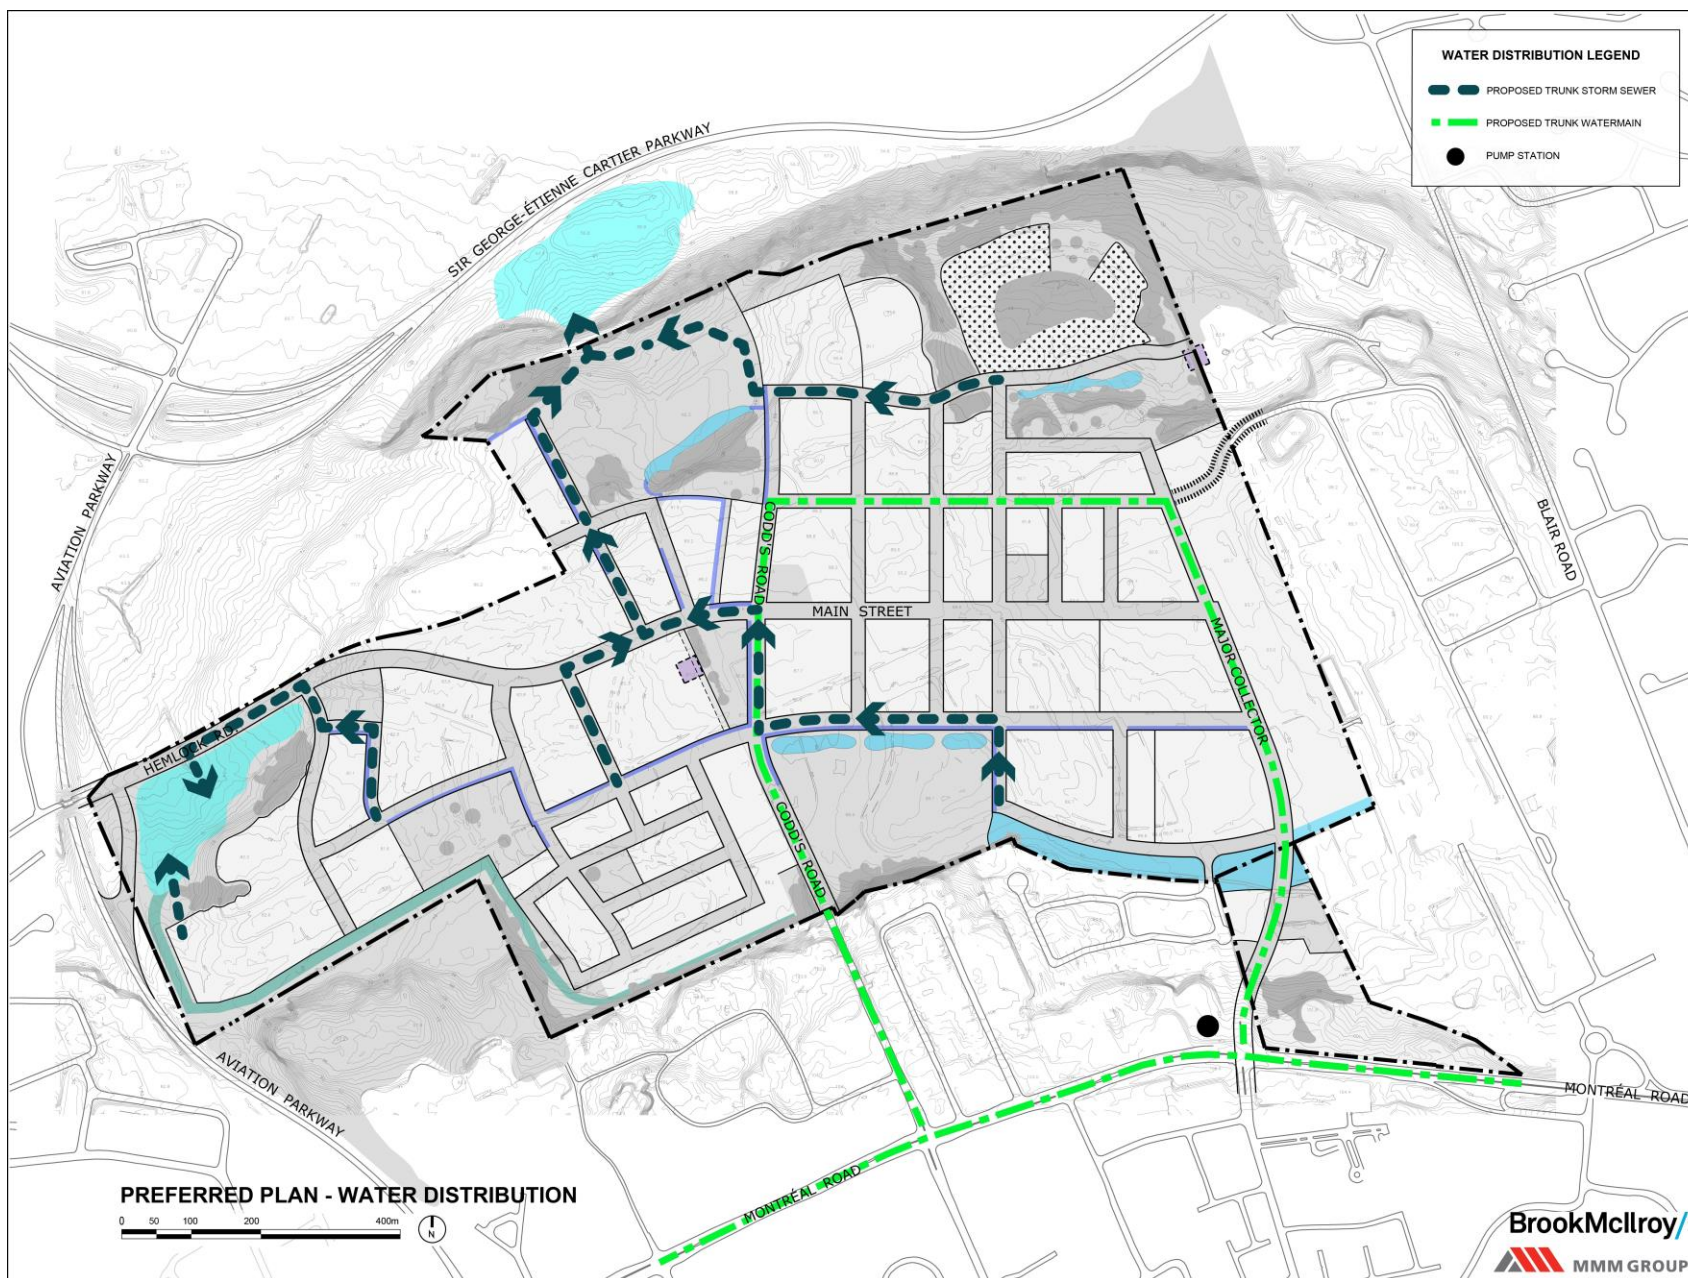 WATER DISTRIBUTION LEGEND
PROPOSED TRUNK STORM SEWER
PROPOSED TRUNK WATERMAIN
PUMP STATION
SIR GEORGE-ÉTIENNE CARTIER PARKWAY
AVIATION PARKWAY
BLAIR ROAD
CODD'S ROAD
MAIN STREET
MAJOR COLLECTOR
HEMLOCK RD.
CODD'S ROAD
AVIATION PARKWAY
MONTRÉAL ROAD
MONTRÉAL ROAD
PREFERRED PLAN - WATER DISTRIBUTION
0 50 100 200 400m
N
BrookMcIlroy/
MMM GROUP